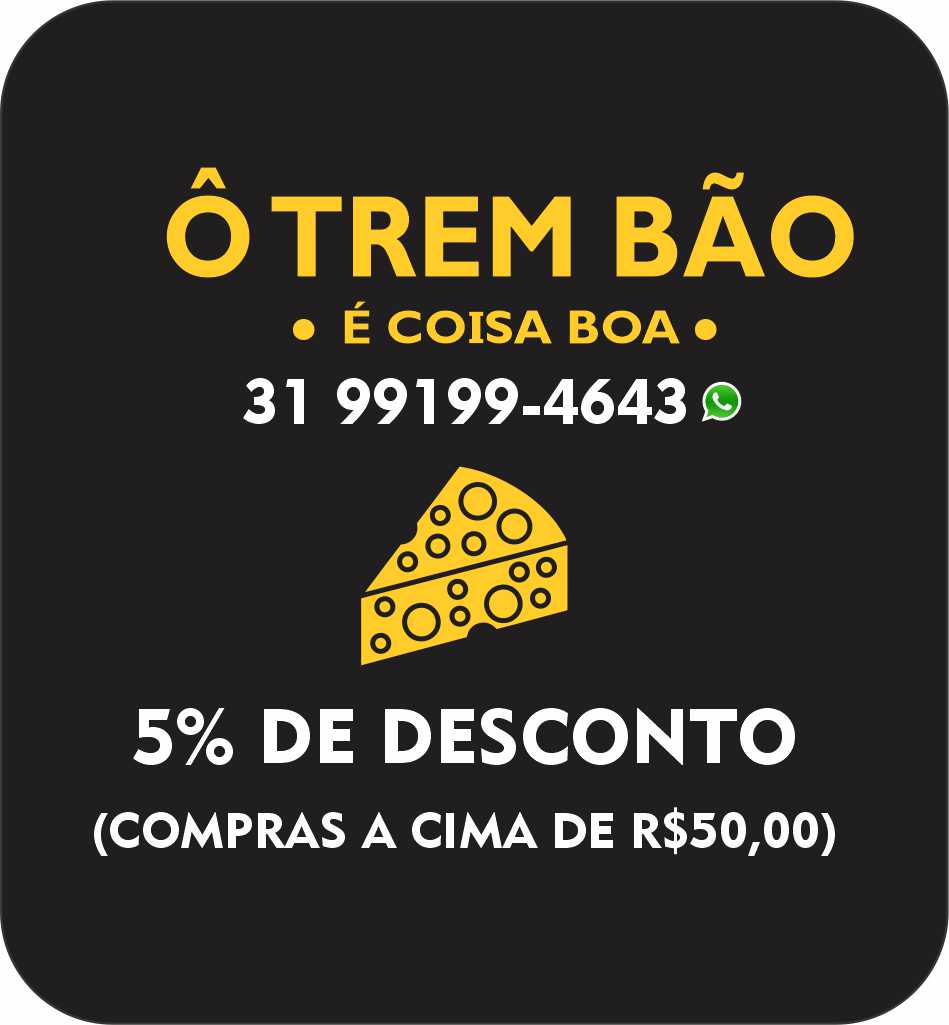 Ô TREM BÃO
• É COISA BOA •
31 99199-4643
5% DE DESCONTO
(COMPRAS A CIMA DE R$50,00)